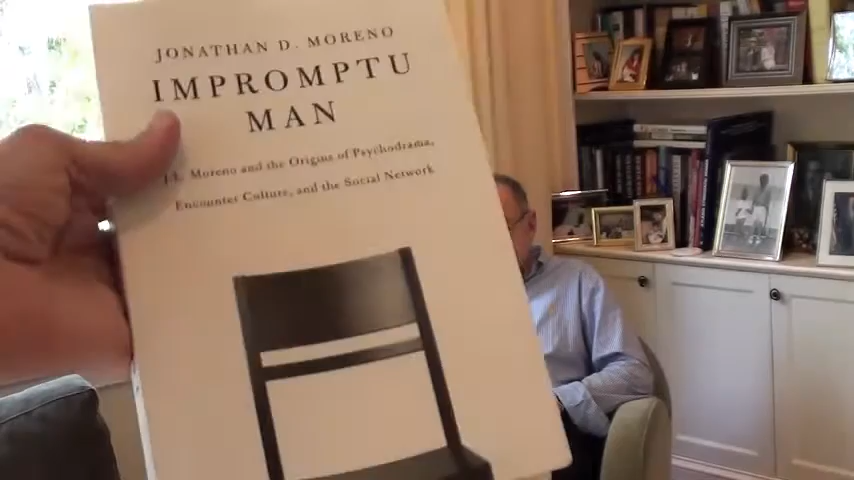 JONATHAN D. MORENO
IMPROMPTU
MAN
J.L. Moreno and the Origins of Psychodrama,
Encounter Culture, and the Social Network